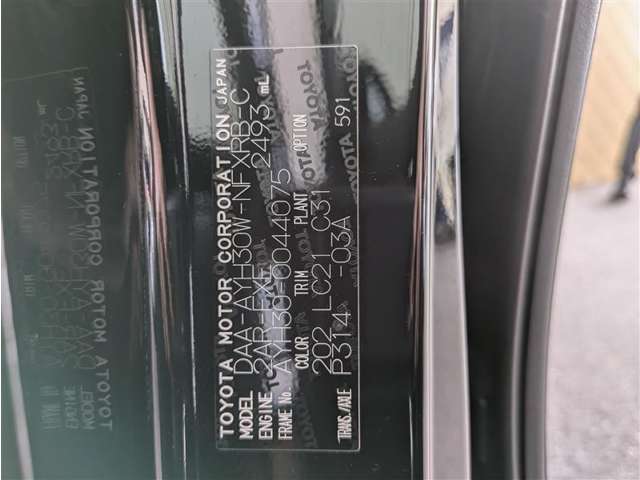 TOYOTA MOTOR CORPORATION JAPAN
MODEL DAA-AYH30W-NFXRB-C
ENGINE 2AR-FXE 2493 mL
FRAME No. AYH30-0044075
COLOR TRIM PLANT OPTION
202 LC21 C31
TRANS./AXLE P314 -03A 591